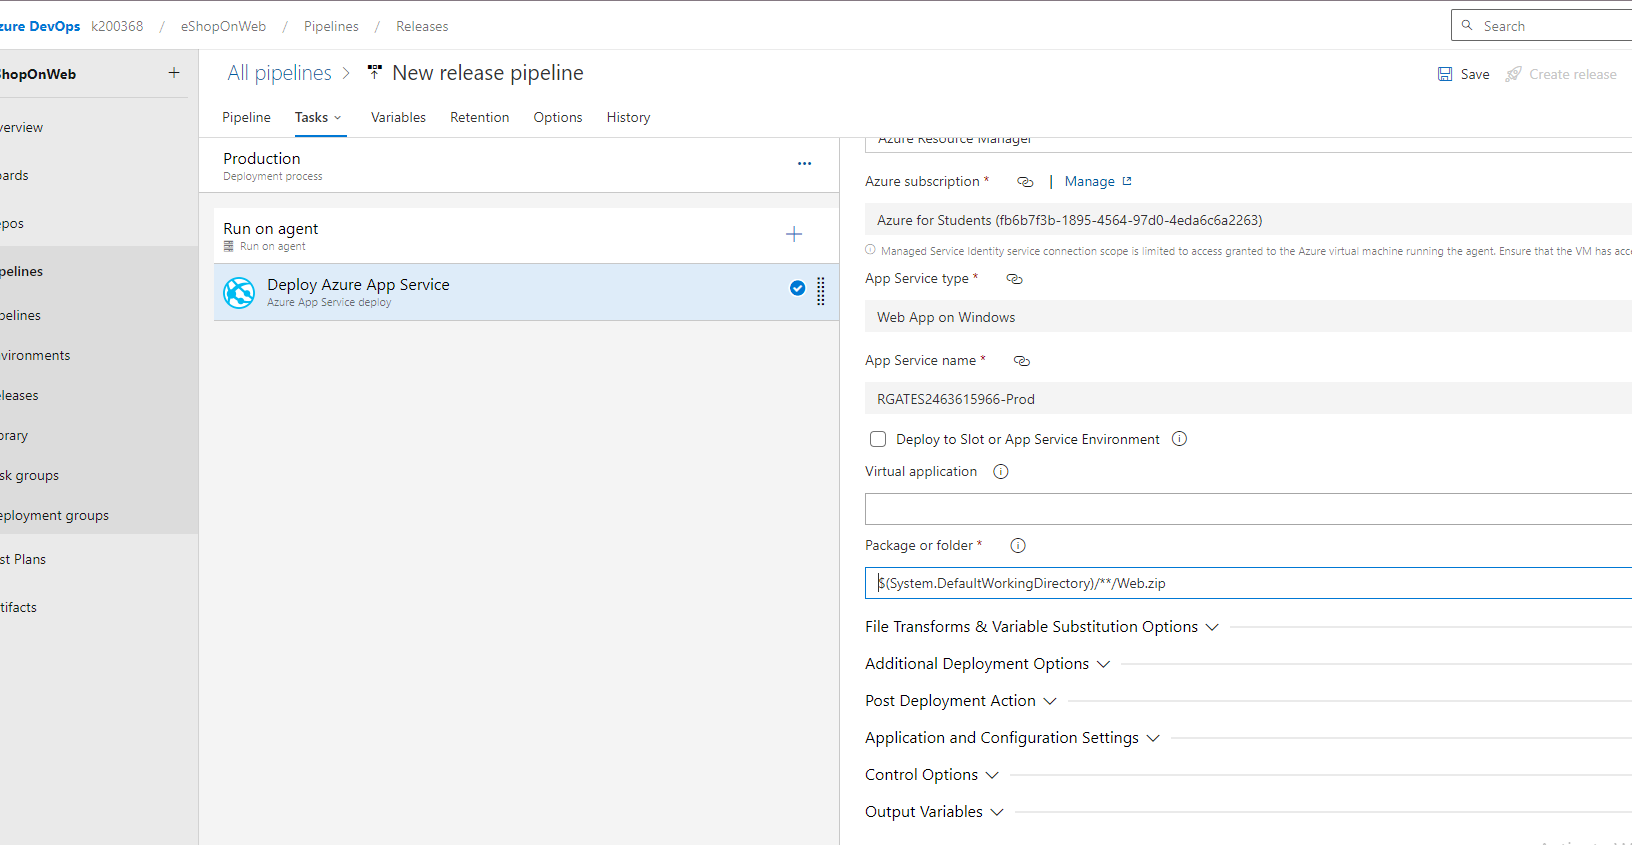 zure DevOps k200368 / eShopOnWeb / Pipelines / Releases
Search
ShopOnWeb +
All pipelines > New release pipeline
Save Create release
Pipeline Tasks Variables Retention Options History
verview
ards
pos
pelines
pelines
vironments
leases
brary
sk groups
eployment groups
st Plans
tifacts
Production
Deployment process
Run on agent
Run on agent
Deploy Azure App Service
Azure App Service deploy
Azure Resource Manager
Azure subscription * | Manage
Azure for Students (fb6b7f3b-1895-4564-97d0-4eda6c6a2263)
Managed Service Identity service connection scope is limited to access granted to the Azure virtual machine running the agent. Ensure that the VM has acc
App Service type *
Web App on Windows
App Service name *
RGATES2463615966-Prod
Deploy to Slot or App Service Environment
Virtual application
Package or folder *
$(System.DefaultWorkingDirectory)/**/Web.zip
File Transforms & Variable Substitution Options
Additional Deployment Options
Post Deployment Action
Application and Configuration Settings
Control Options
Output Variables